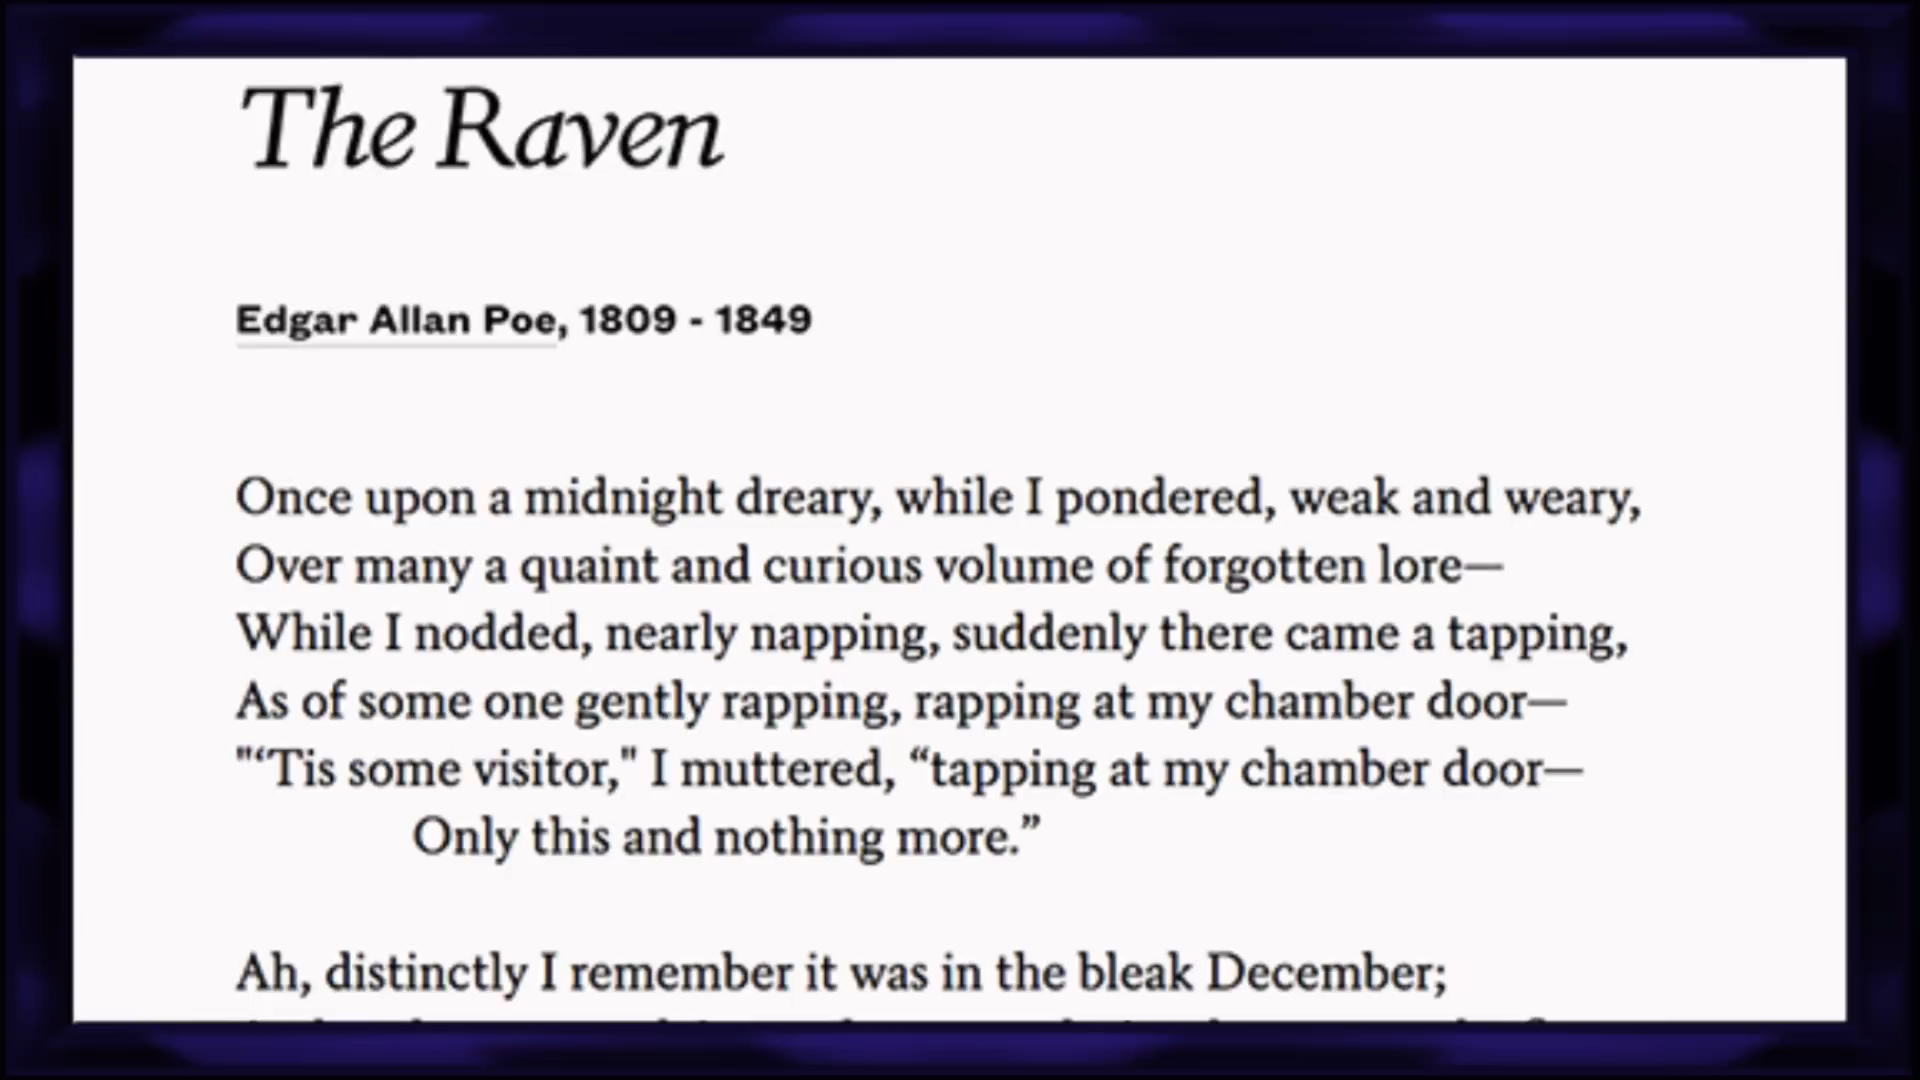 The Raven
Edgar Allan Poe, 1809 - 1849
Once upon a midnight dreary, while I pondered, weak and weary,
Over many a quaint and curious volume of forgotten lore—
While I nodded, nearly napping, suddenly there came a tapping,
As of some one gently rapping, rapping at my chamber door—
"‘Tis some visitor," I muttered, “tapping at my chamber door—
Only this and nothing more.”
Ah, distinctly I remember it was in the bleak December;